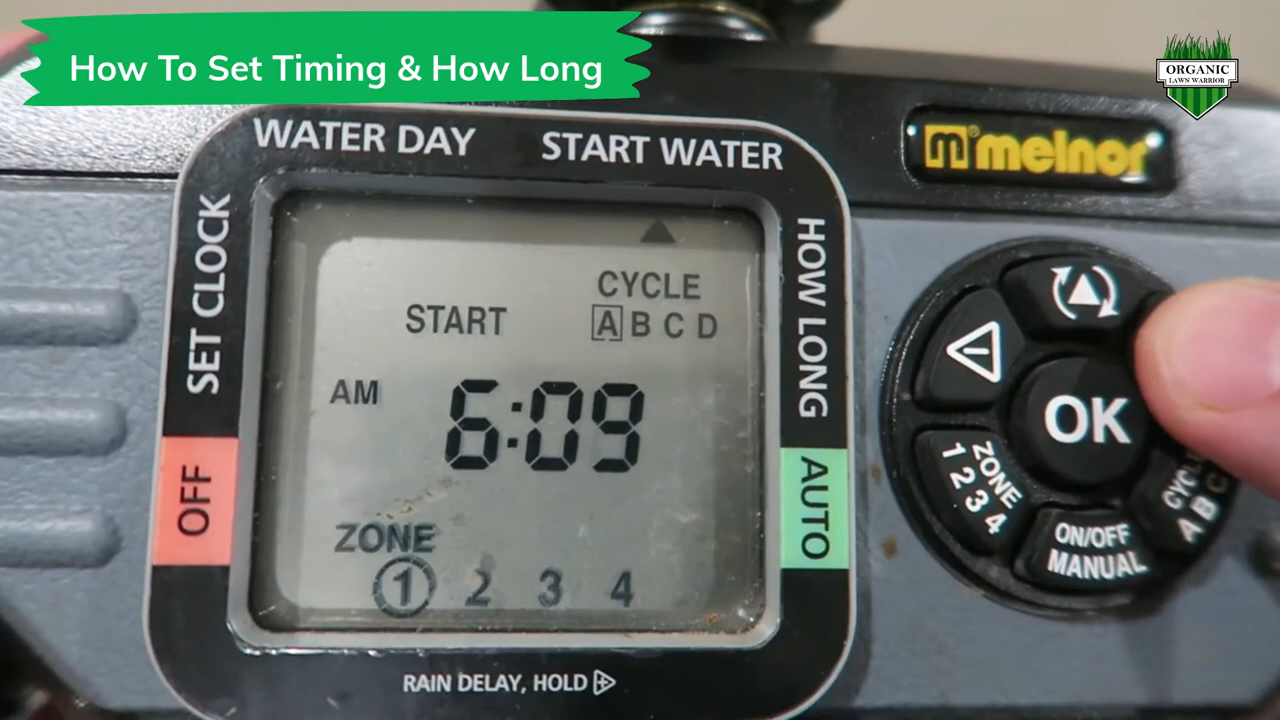 How To Set Timing & How Long
ORGANIC
LAWN WARRIOR
melnor
WATER DAY
START WATER
SET CLOCK
HOW LONG
OFF
AUTO
CYCLE
START
A B C D
AM
6:09
ZONE
1 2 3 4
RAIN DELAY, HOLD
OK
ZONE
1 2 3 4
ON/OFF
MANUAL
A B